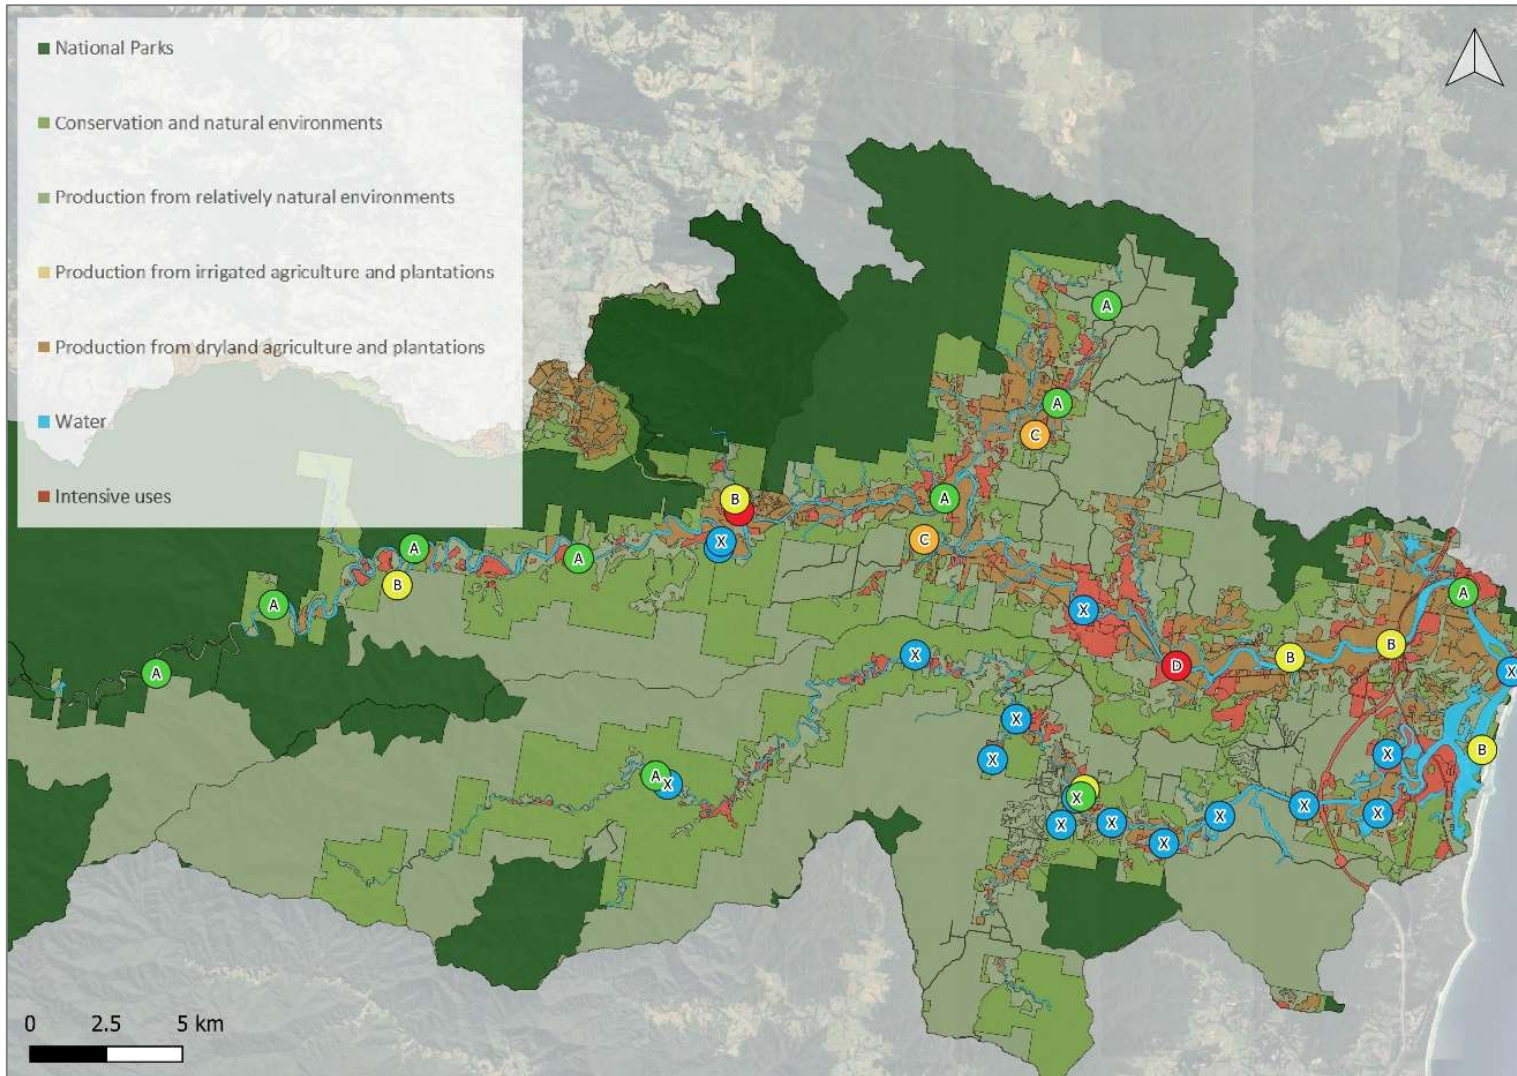 National Parks
Conservation and natural environments
Production from relatively natural environments
Production from irrigated agriculture and plantations
Production from dryland agriculture and plantations
Water
Intensive uses
A
A
C
B
A
X
C
A
A
B
A
X
A
A
X
D
B
B
X
X
X
B
X
X
A
X
X
X
X
X
X
X
X
0 2.5 5 km